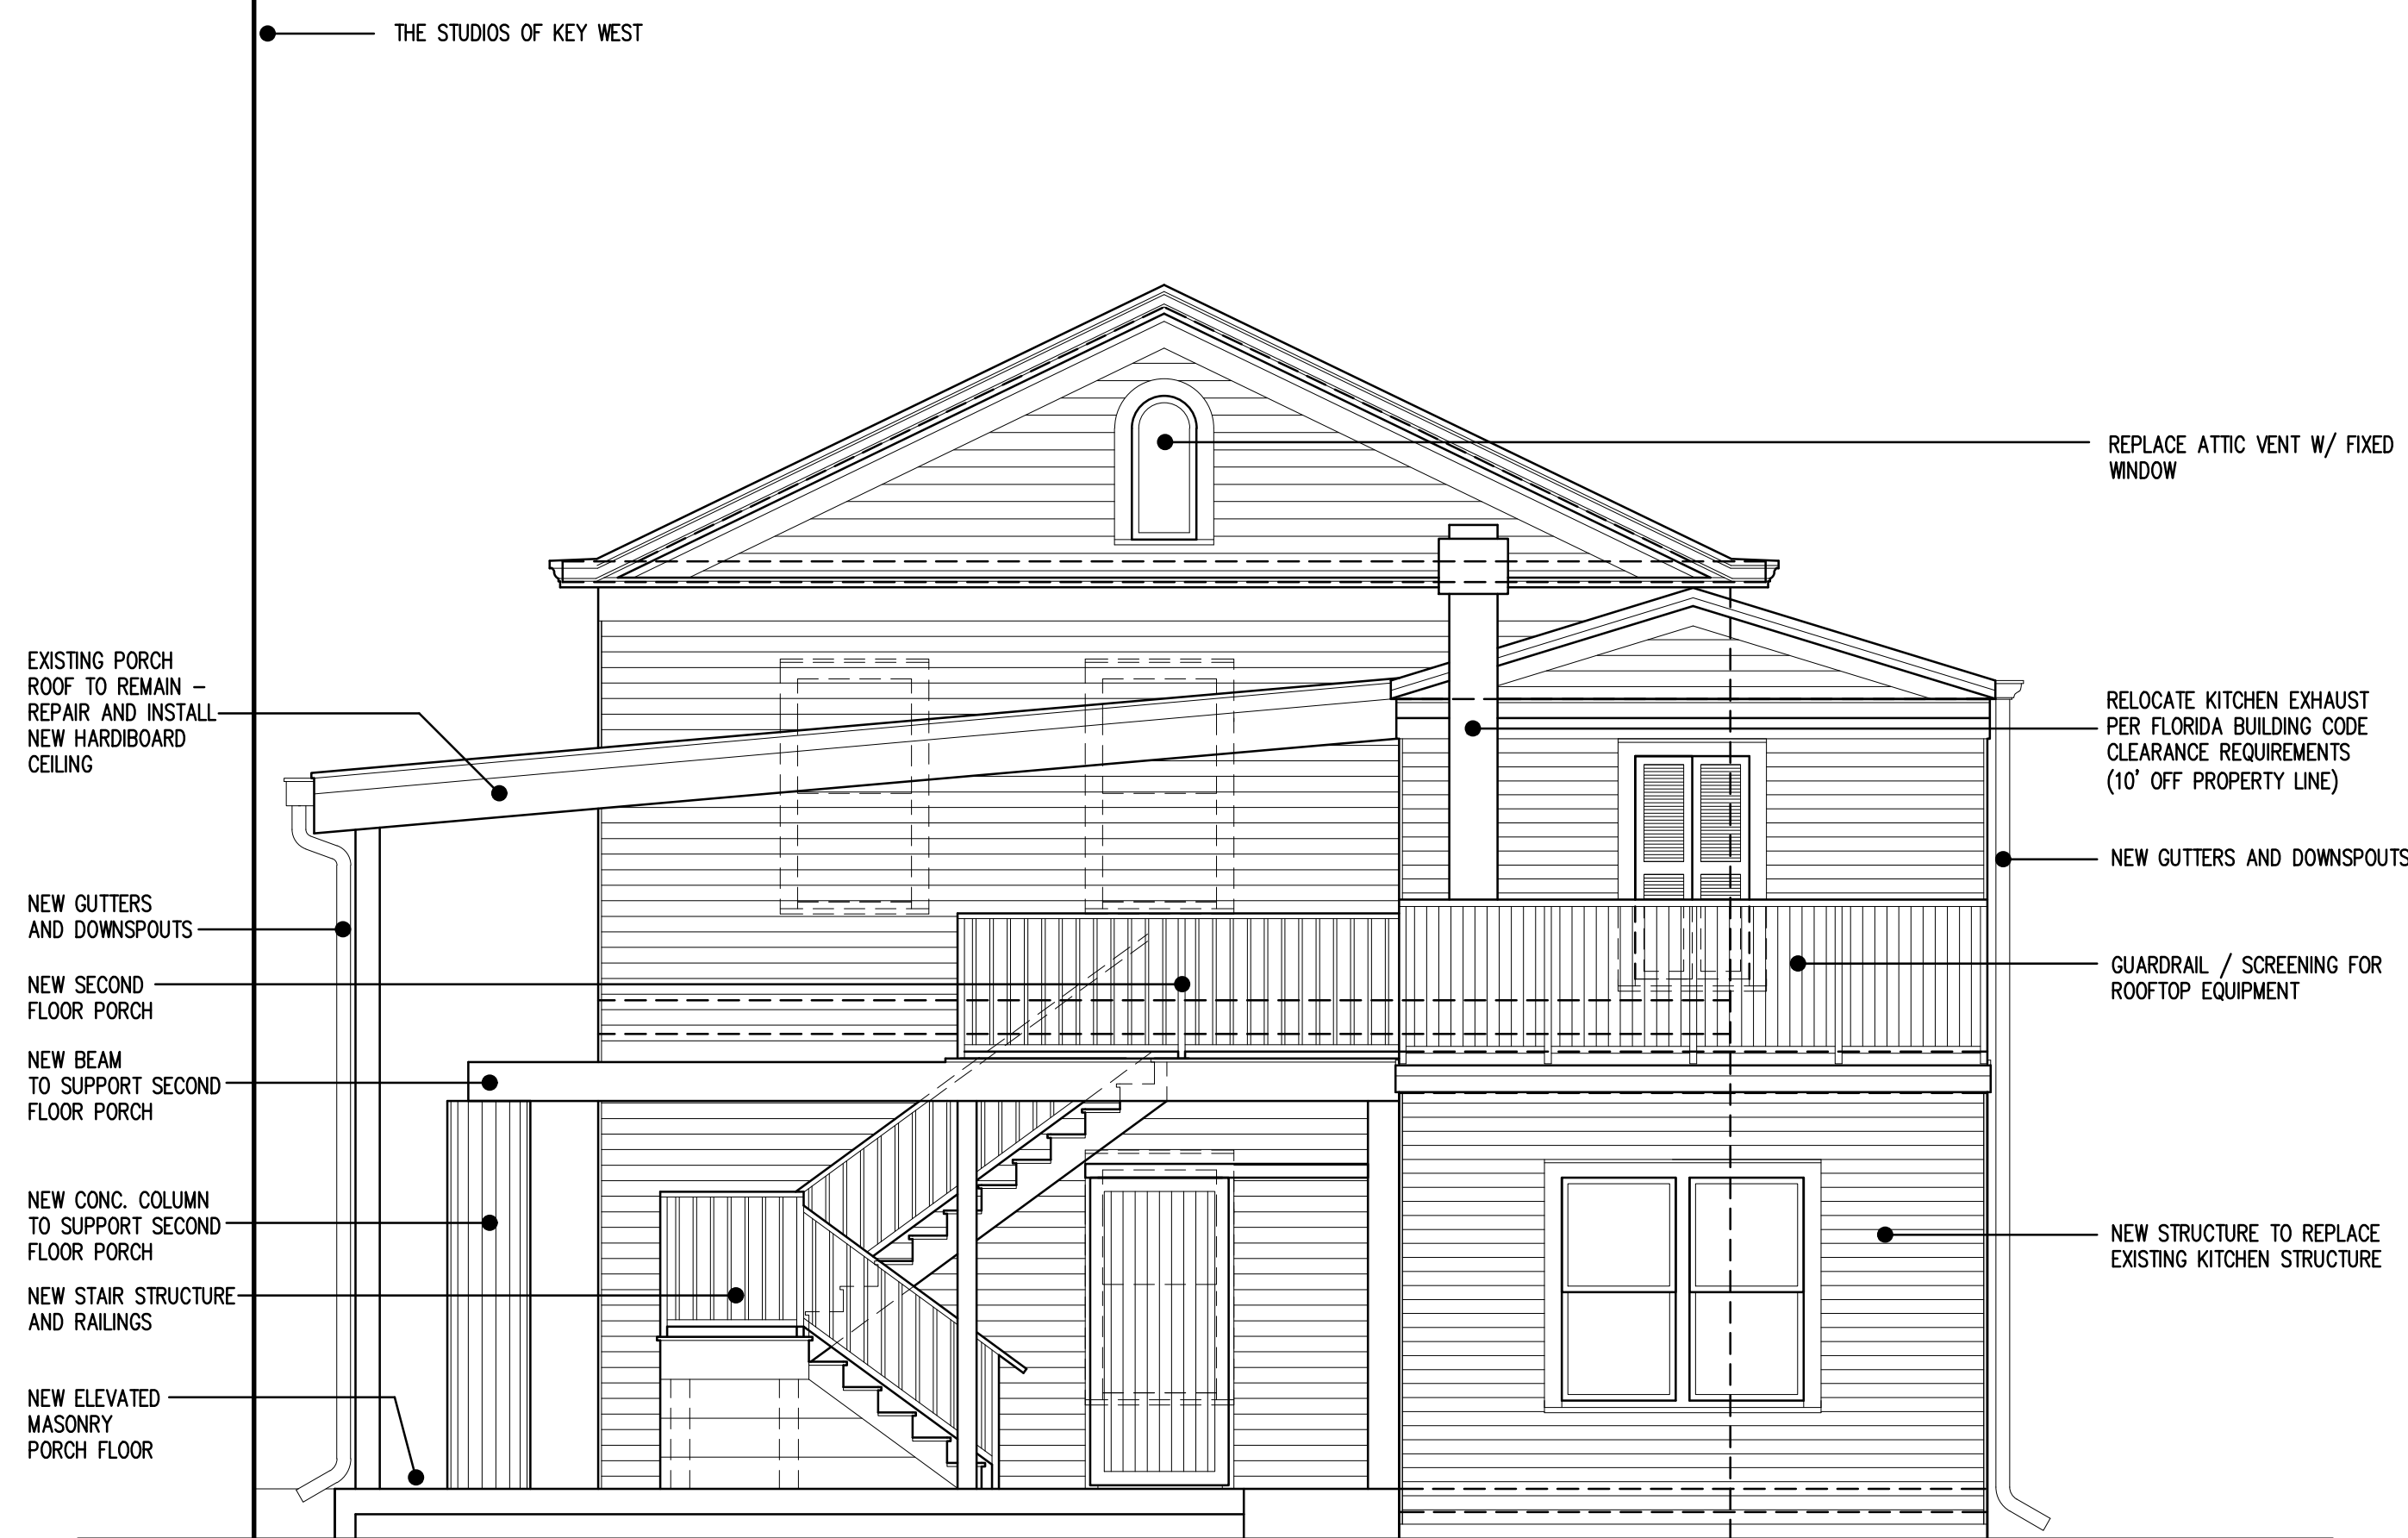 THE STUDIOS OF KEY WEST
REPLACE ATTIC VENT W/ FIXED
WINDOW
EXISTING PORCH
ROOF TO REMAIN –
REPAIR AND INSTALL
NEW HARDIBOARD
CEILING
RELOCATE KITCHEN EXHAUST
PER FLORIDA BUILDING CODE
CLEARANCE REQUIREMENTS
(10' OFF PROPERTY LINE)
NEW GUTTERS AND DOWNSPOUTS
NEW GUTTERS
AND DOWNSPOUTS
GUARDRAIL / SCREENING FOR
ROOFTOP EQUIPMENT
NEW SECOND
FLOOR PORCH
NEW BEAM
TO SUPPORT SECOND
FLOOR PORCH
NEW CONC. COLUMN
TO SUPPORT SECOND
FLOOR PORCH
NEW STRUCTURE TO REPLACE
EXISTING KITCHEN STRUCTURE
NEW STAIR STRUCTURE
AND RAILINGS
NEW ELEVATED
MASONRY
PORCH FLOOR